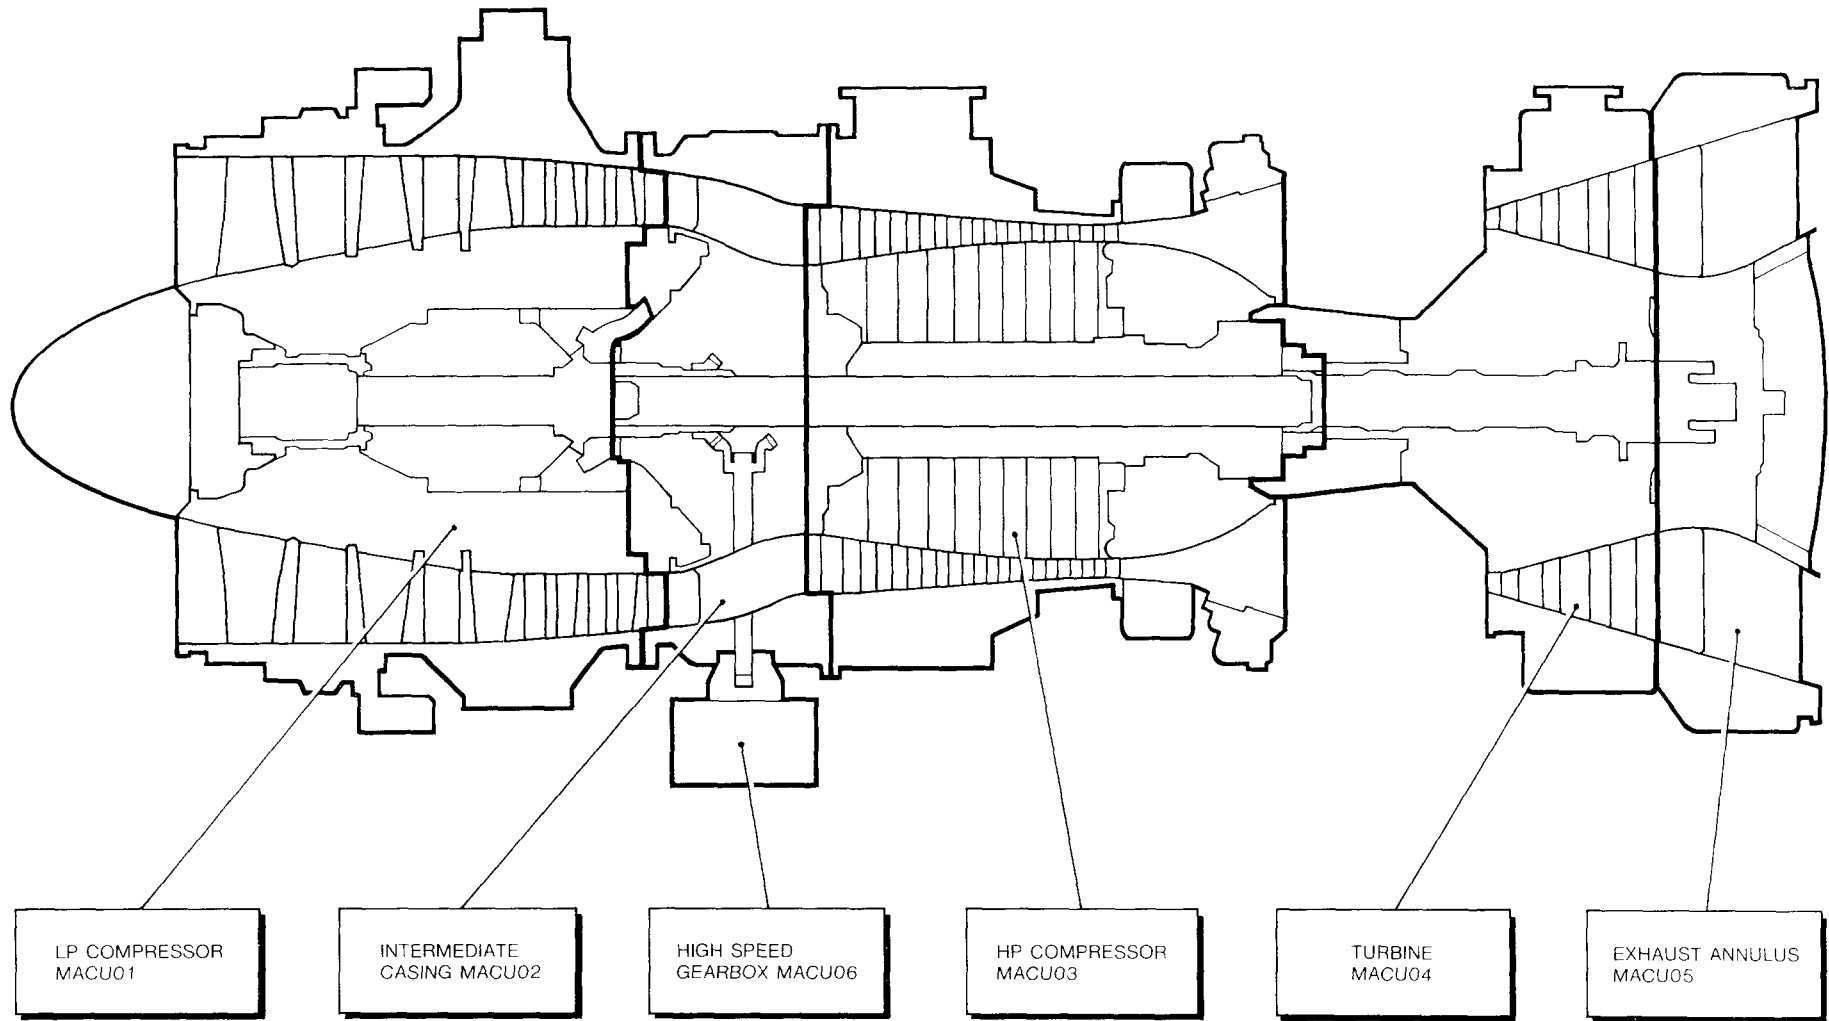 LP COMPRESSOR
MACU01
INTERMEDIATE
CASING MACU02
HIGH SPEED
GEARBOX MACU06
HP COMPRESSOR
MACU03
TURBINE
MACU04
EXHAUST ANNULUS
MACU05